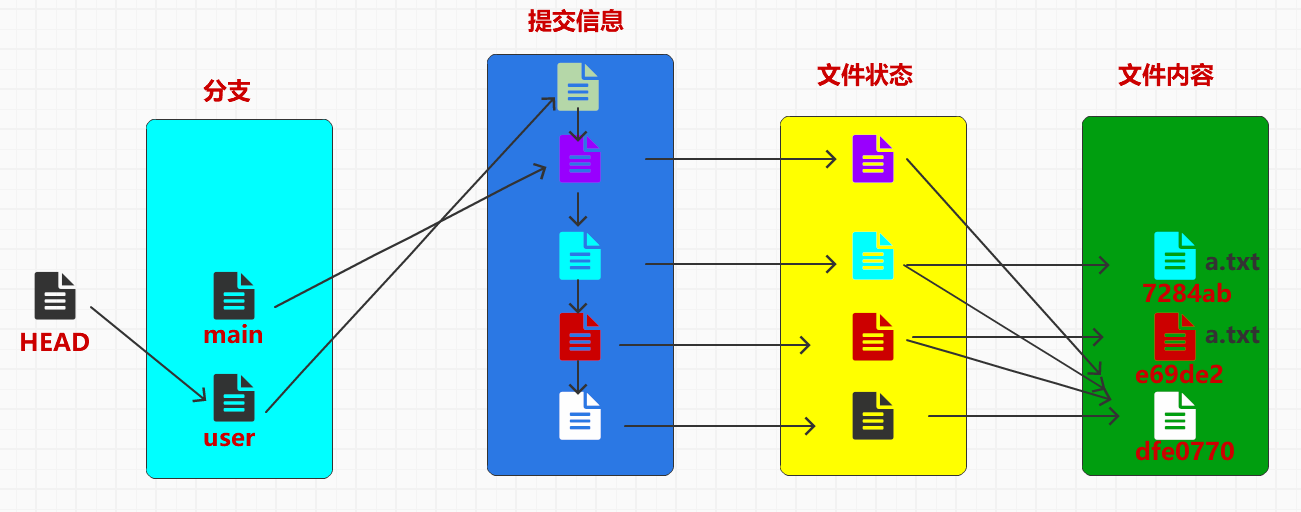 提交信息
分支
文件状态
文件内容
HEAD
main
user
a.txt
7284ab
a.txt
e69de2
dfe0770